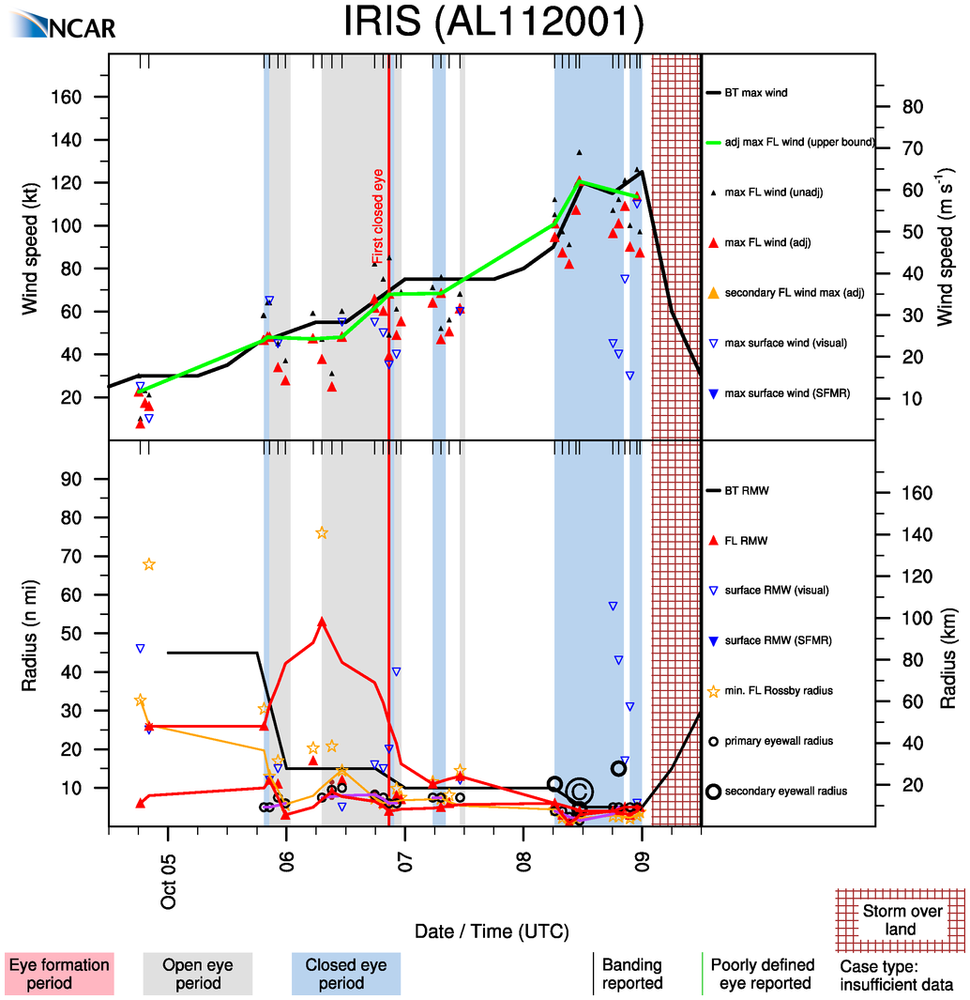 NCAR
IRIS (AL112001)
Wind speed (kt)
160
140
120
100
80
60
40
20
First closed eye
80
70
60
50
40
30
20
10
Wind speed (m s-1)
BT max wind
adj max FL wind (upper bound)
max FL wind (unadj)
max FL wind (adj)
secondary FL wind max (adj)
max surface wind (visual)
max surface wind (SFMR)
Radius (n mi)
90
80
70
60
50
40
30
20
10
C
160
140
120
100
80
60
40
20
Radius (km)
BT RMW
FL RMW
surface RMW (visual)
surface RMW (SFMR)
min. FL Rossby radius
primary eyewall radius
secondary eyewall radius
Oct 05
06
07
08
09
Date / Time (UTC)
Storm over
land
Eye formation
period
Open eye
period
Closed eye
period
Banding
reported
Poorly defined
eye reported
Case type:
insufficient data